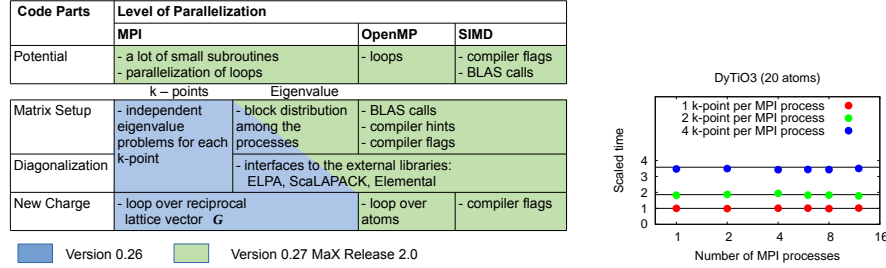 Code Parts
Level of Parallelization
MPI
OpenMP
SIMD
Potential
- a lot of small subroutines
- parallelization of loops
- loops
- compiler flags
- BLAS calls
k – points
Eigenvalue
Matrix Setup
- independent
eigenvalue
problems for each
k-point
- block distribution
among the
processes
- BLAS calls
- compiler hints
- compiler flags
Diagonalization
- interfaces to the external libraries:
ELPA, ScaLAPACK, Elemental
New Charge
- loop over reciprocal
lattice vector G
- loop over
atoms
- compiler flags
Version 0.26
Version 0.27 MaX Release 2.0
DyTiO3 (20 atoms)
1 k-point per MPI process
2 k-point per MPI process
4 k-point per MPI process
Scaled time
4
3
2
1
0
1
2
4
8
16
Number of MPI processes